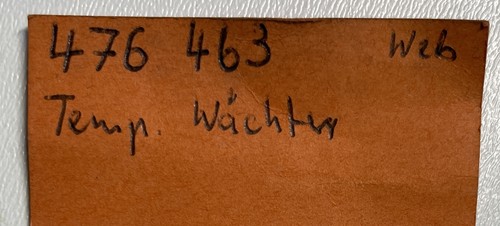 476 463 Web
Temp. Wächter